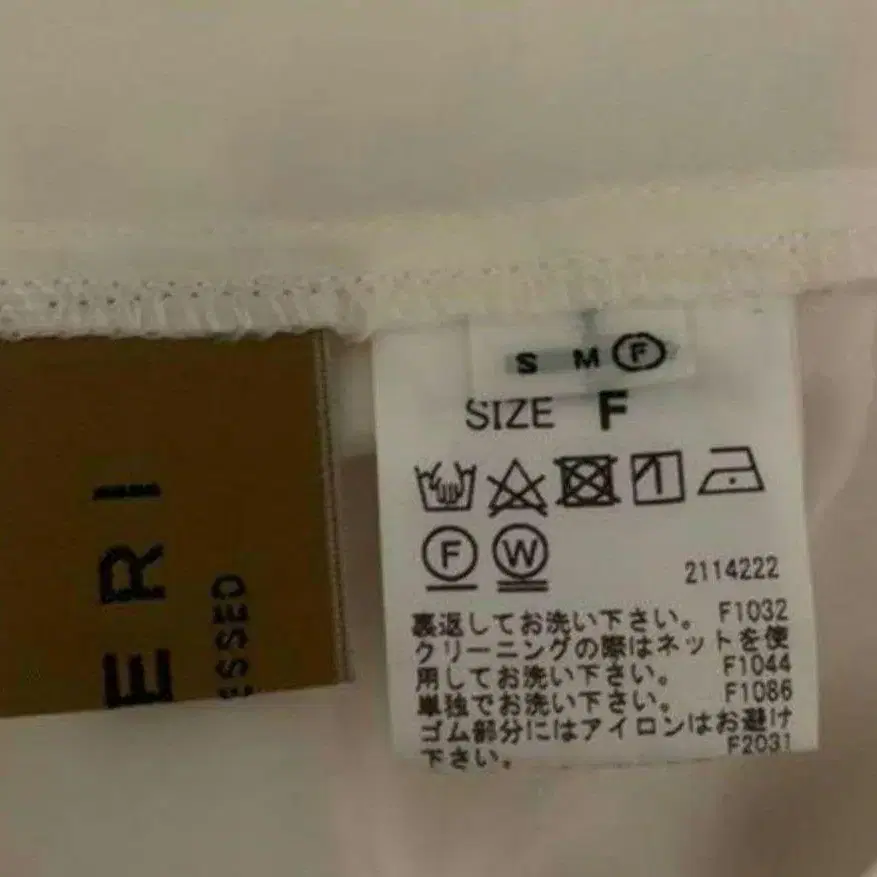 S M F
SIZE F
F W
2114222
裏返してお洗い下さい。 F1032
クリーニングの際はネットを使
用してお洗い下さい。 F1044
単独でお洗い下さい。 F1086
ゴム部分にはアイロンはお避け
下さい。 F2031
ERI
ESSED